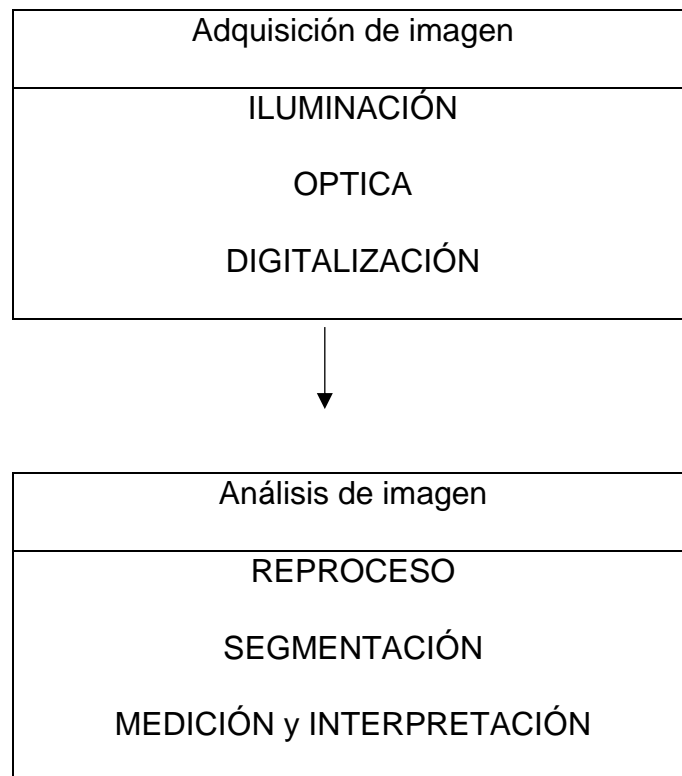 Adquisición de imagen
ILUMINACIÓN
OPTICA
DIGITALIZACIÓN
Análisis de imagen
REPROCESO
SEGMENTACIÓN
MEDICIÓN y INTERPRETACIÓN